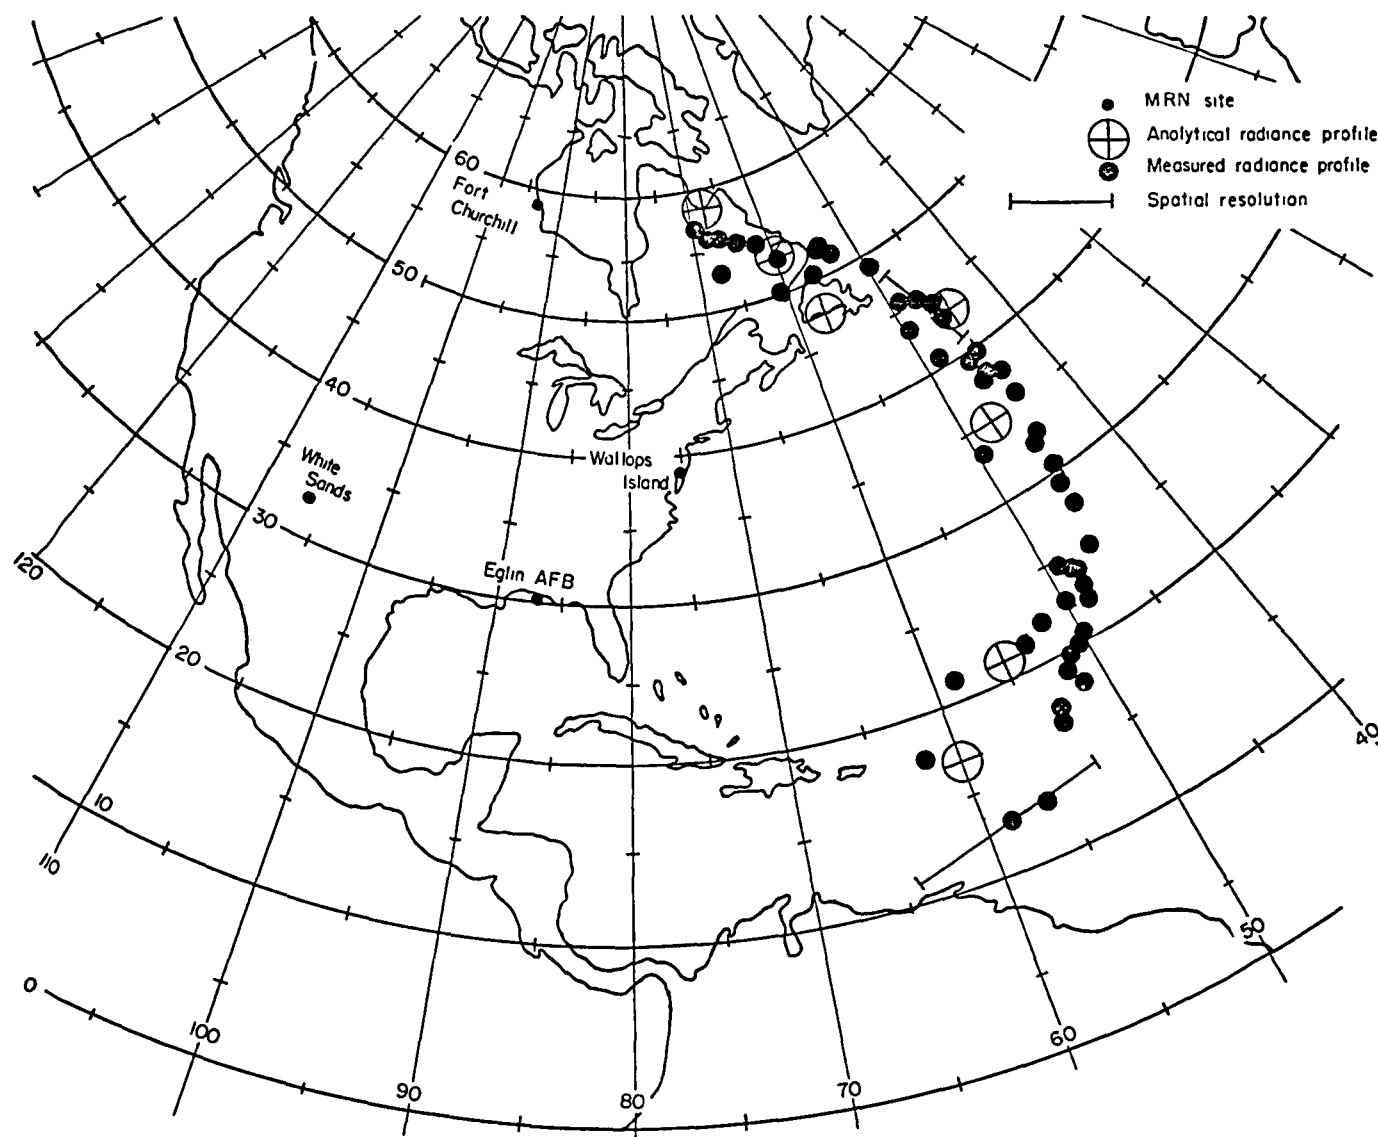 MRN site
Analytical radiance profile
Measured radiance profile
Spatial resolution
60
Fort
Churchill
50
40
Wallops
Island
White
Sands
30
120
Eglin AFB
20
40
10
110
50
0
100
60
90
80
70